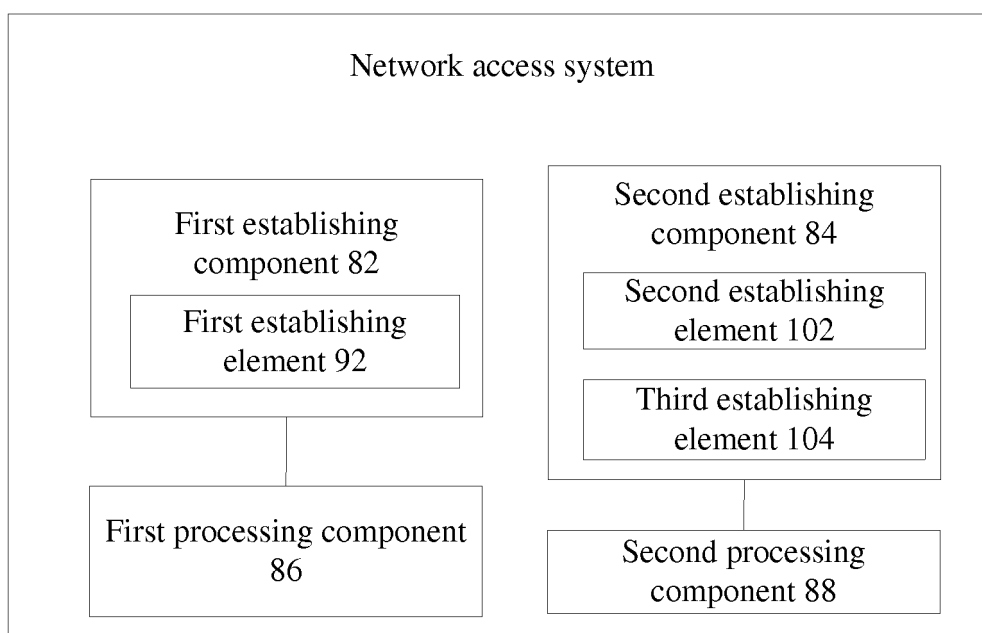 Network access system
First establishing
component 82
First establishing
element 92
First processing component
86
Second establishing
component 84
Second establishing
element 102
Third establishing
element 104
Second processing
component 88